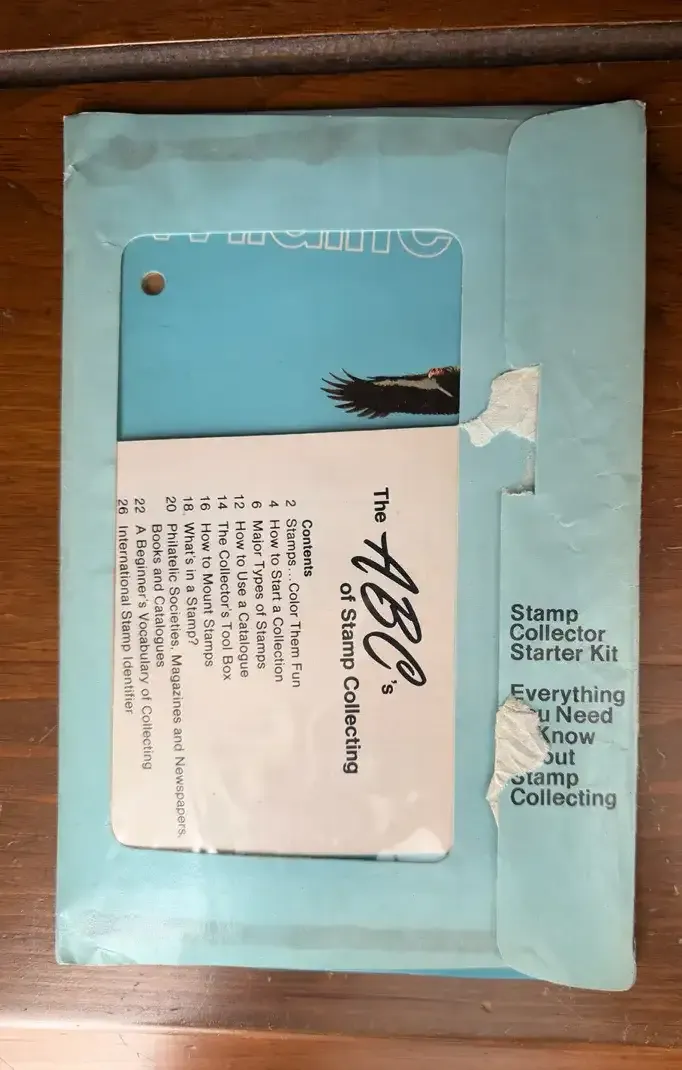 Wildlife
The ABC's
of Stamp Collecting
Contents
2 Stamps...Color Them Fun
4 How to Start a Collection
6 Major Types of Stamps
12 How to Use a Catalogue
14 The Collector's Tool Box
16 How to Mount Stamps
18 What's in a Stamp?
20 Philatelic Societies, Magazines and Newspapers,
Books and Catalogues
22 A Beginner's Vocabulary of Collecting
26 International Stamp Identifier
Stamp
Collector
Starter Kit
Everything
u Need
Know
out
Stamp
Collecting